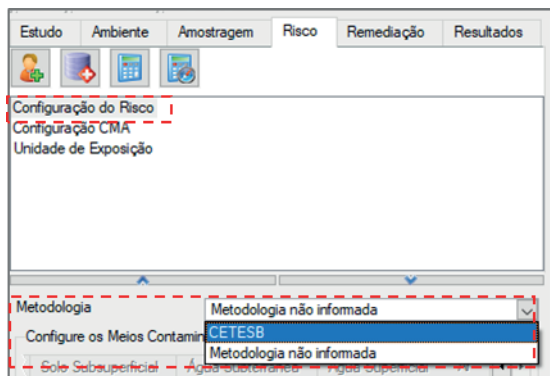 Estudo Ambiente Amostragem Risco Remediação Resultados
Configuração do Risco
Configuração CMA
Unidade de Exposição
Metodologia Metodologia não informada
CETESB
Configure os Meios Contamin
Metodologia não informada
Solo Subsuperficial Água Subterrânea Água Superficial